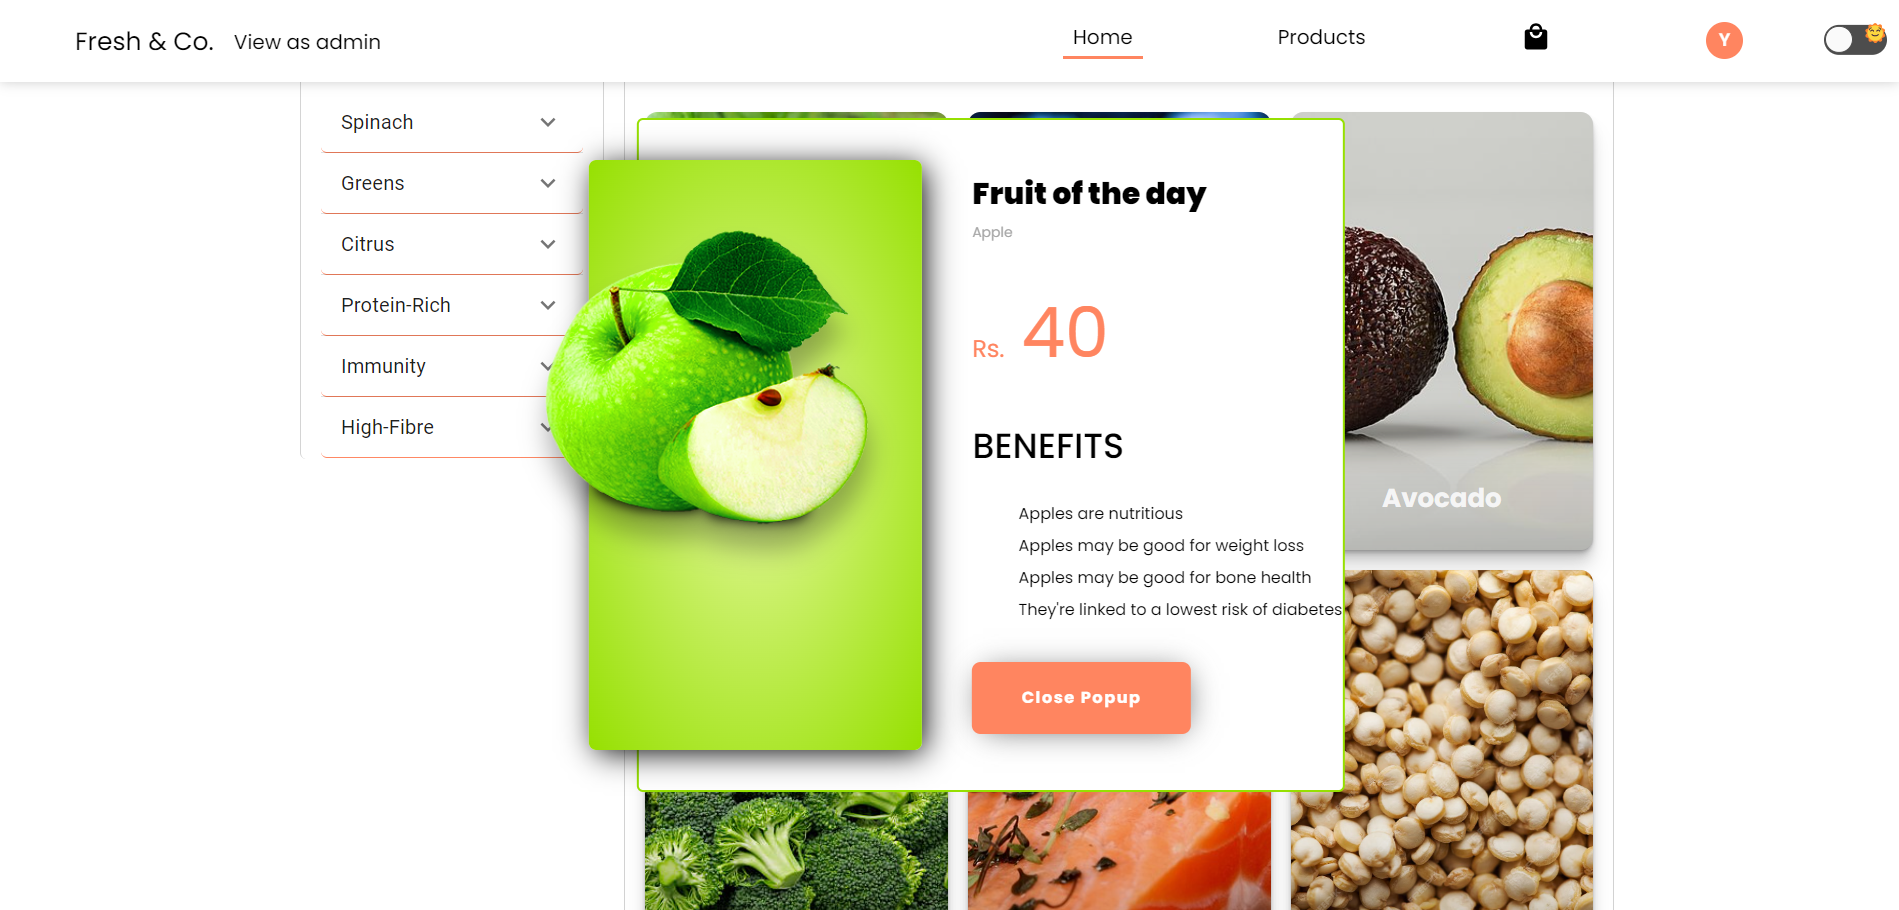 Fresh & Co. View as admin Home Products Y
Spinach
Greens
Citrus
Protein-Rich
Immunity
High-Fibre
Fruit of the day
Apple
Rs. 40
BENEFITS
Apples are nutritious
Apples may be good for weight loss
Apples may be good for bone health
They're linked to a lowest risk of diabetes
Close Popup
Avocado